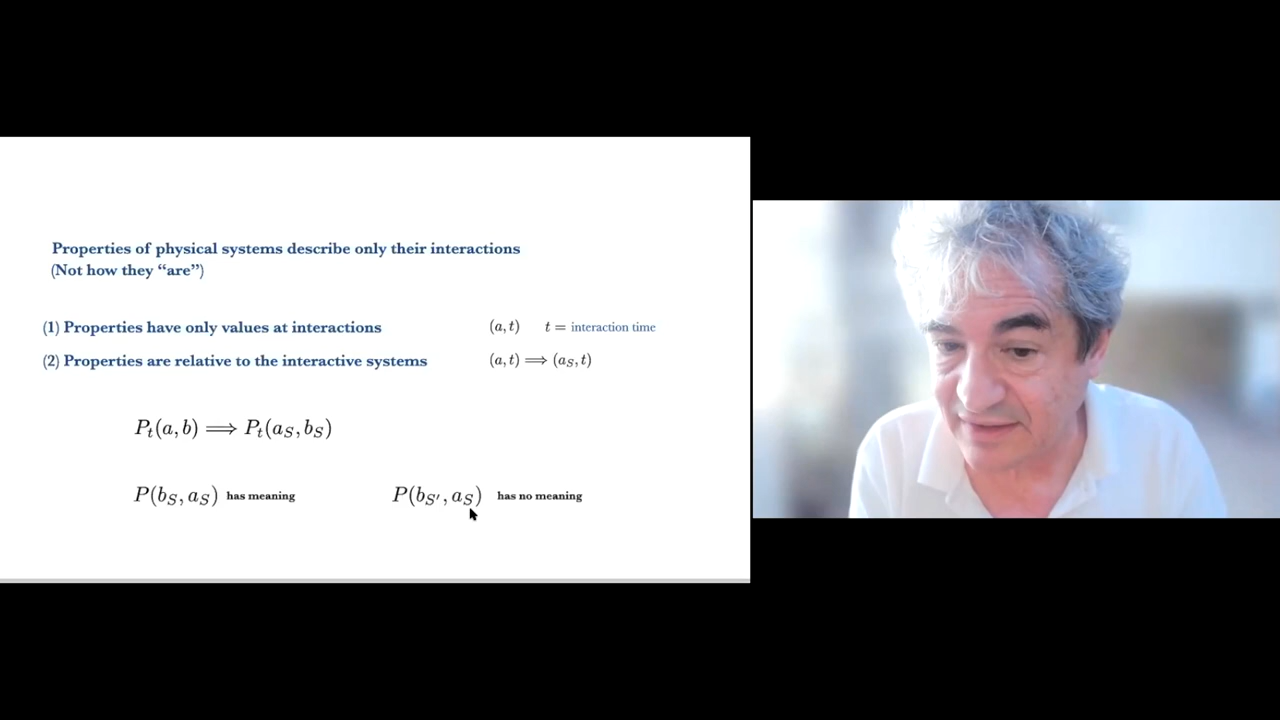 Properties of physical systems describe only their interactions
(Not how they “are”)
(1) Properties have only values at interactions (a, t) t = interaction time
(2) Properties are relative to the interactive systems (a, t) ⟹ (a_S, t)
P_t(a, b) ⟹ P_t(a_S, b_S)
P(b_S, a_S) has meaning P(b_{S′}, a_S) has no meaning